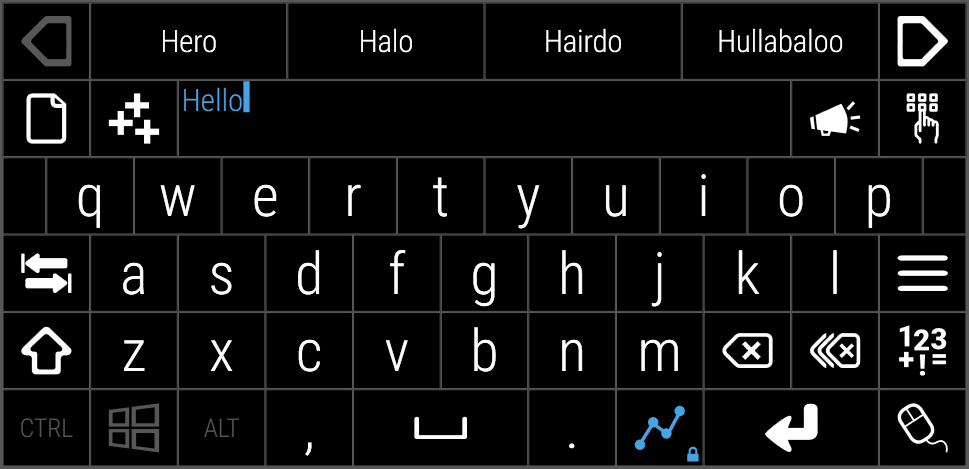 Hero Halo Hairdo Hullabaloo
Hello
q w e r t y u i o p
a s d f g h j k l
z x c v b n m 123
+!=
CTRL ALT , .